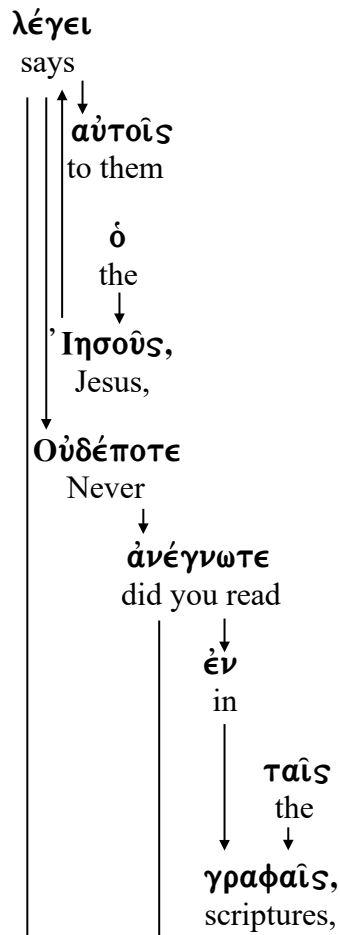 λέγει
says
αὐτοῖς
to them
ὁ
the
Ἰησοῦς,
Jesus,
Οὐδέποτε
Never
ἀνέγνωτε
did you read
ἐν
in
ταῖς
the
γραφαῖς,
scriptures,